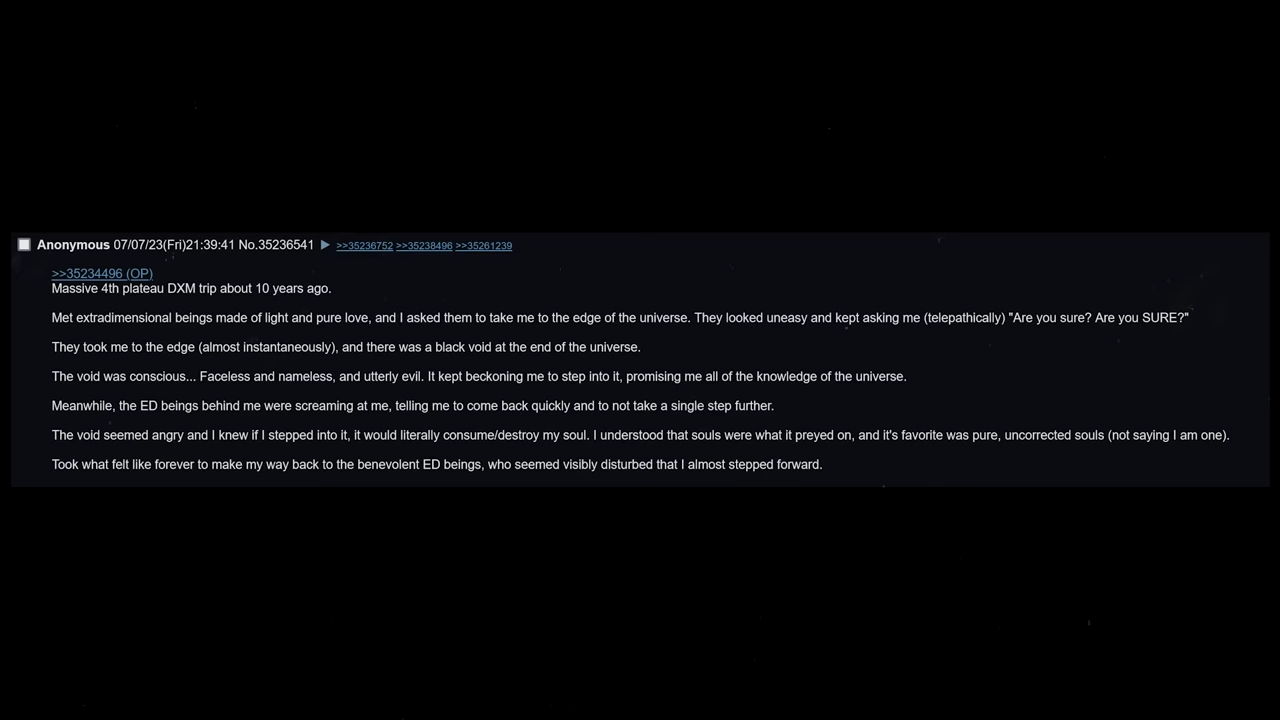 Anonymous 07/07/23(Fri)21:39:41 No.35236541 ▶ >>35236752 >>35238496 >>35261239
>>35234496 (OP)
Massive 4th plateau DXM trip about 10 years ago.
Met extradimensional beings made of light and pure love, and I asked them to take me to the edge of the universe. They looked uneasy and kept asking me (telepathically) "Are you sure? Are you SURE?"
They took me to the edge (almost instantaneously), and there was a black void at the end of the universe.
The void was conscious... Faceless and nameless, and utterly evil. It kept beckoning me to step into it, promising me all of the knowledge of the universe.
Meanwhile, the ED beings behind me were screaming at me, telling me to come back quickly and to not take a single step further.
The void seemed angry and I knew if I stepped into it, it would literally consume/destroy my soul. I understood that souls were what it preyed on, and it's favorite was pure, uncorrected souls (not saying I am one).
Took what felt like forever to make my way back to the benevolent ED beings, who seemed visibly disturbed that I almost stepped forward.